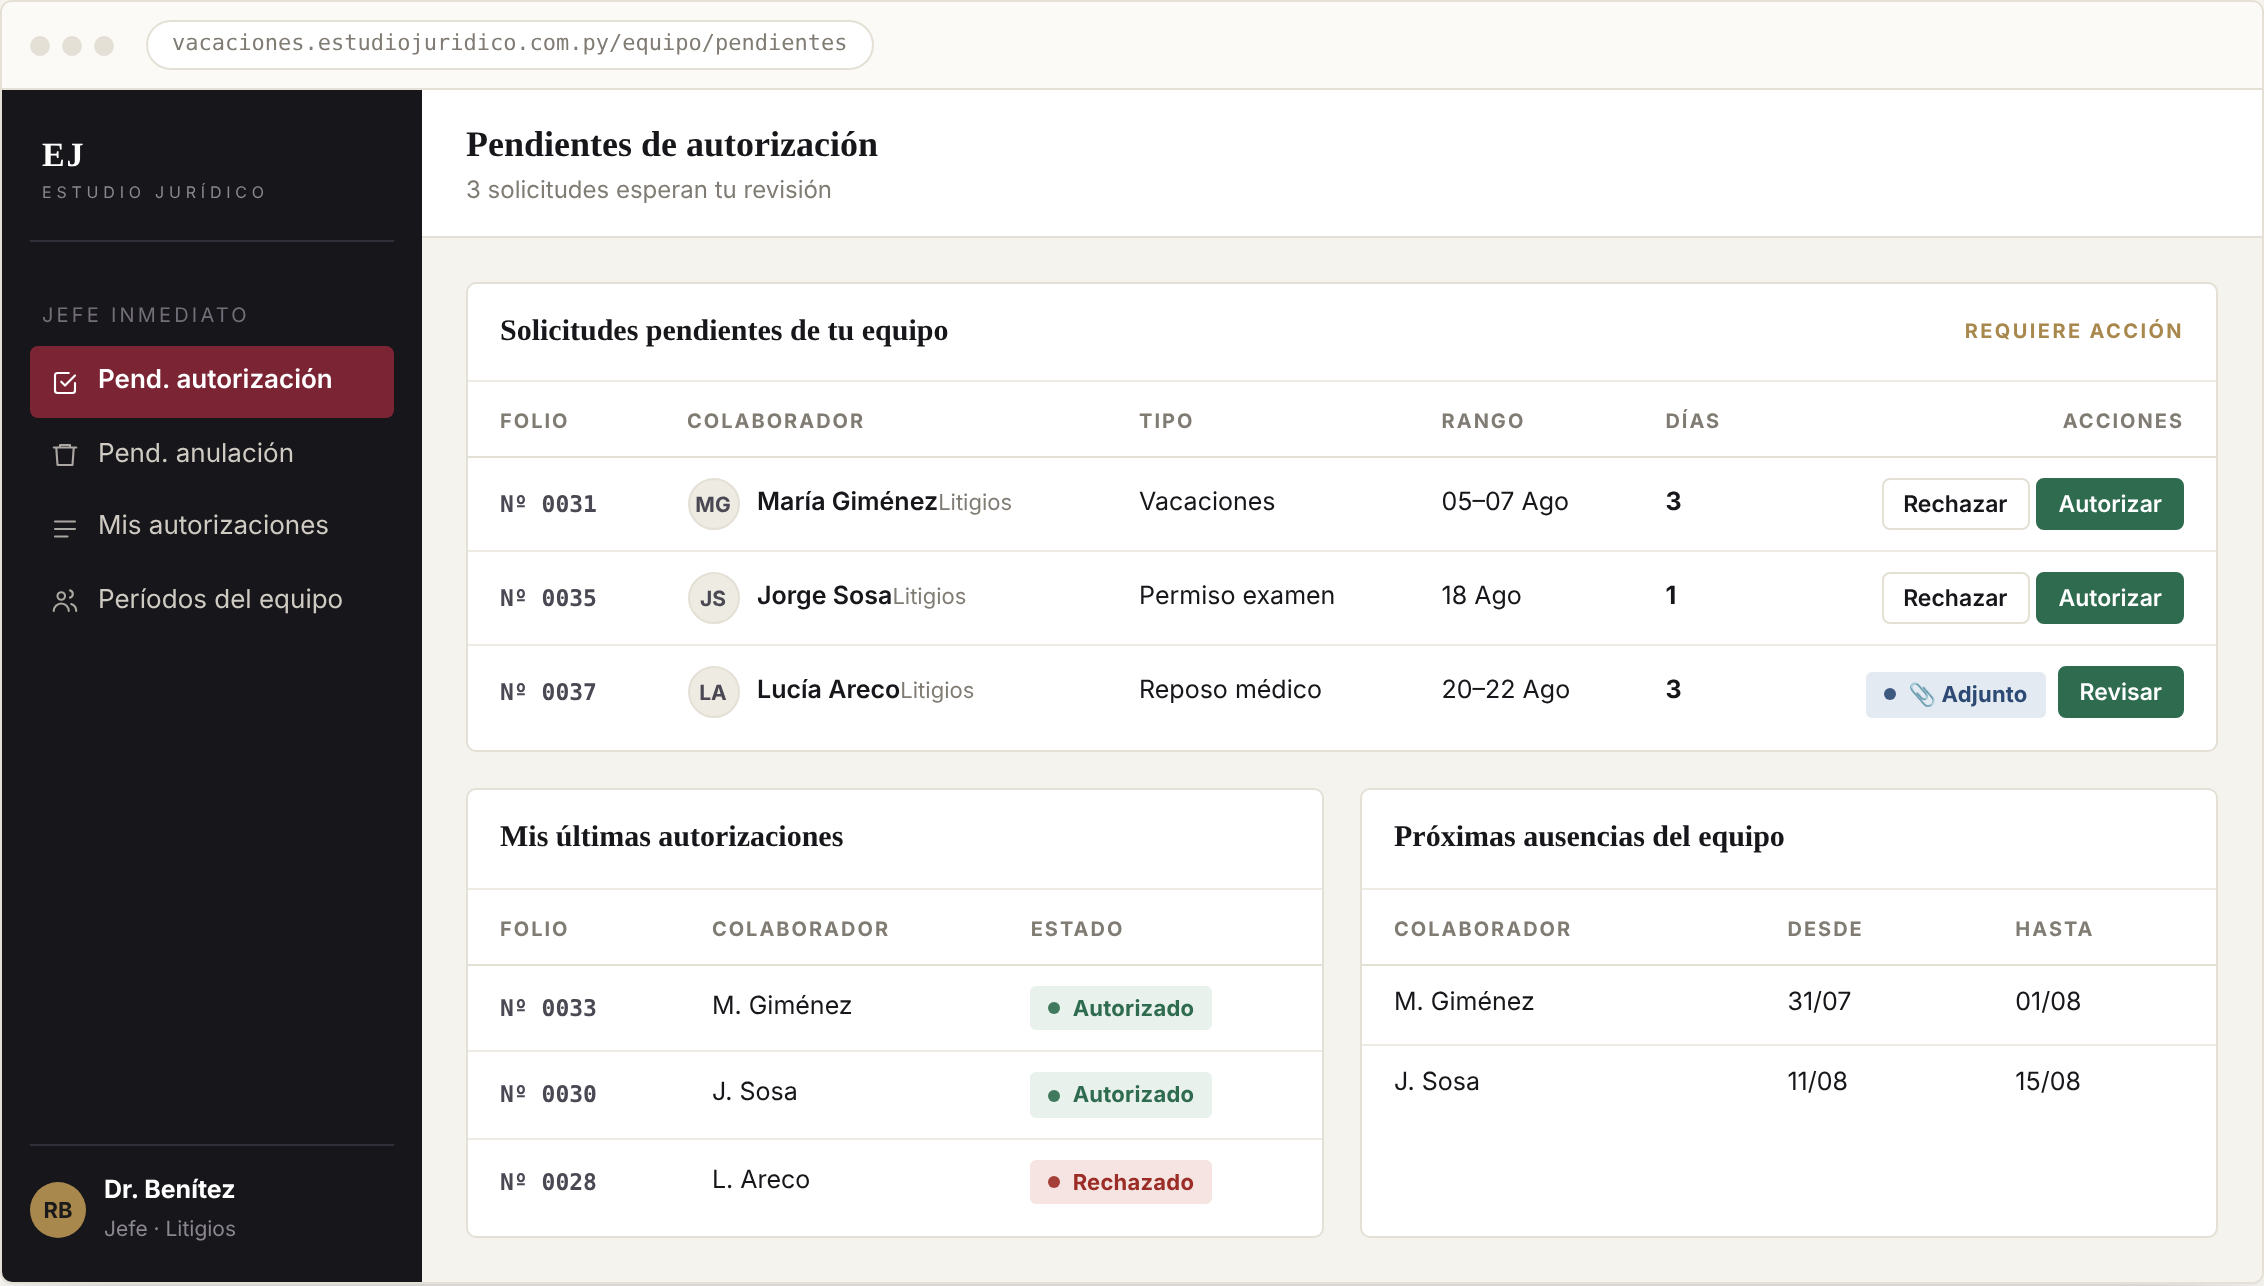 vacaciones.estudiojuridico.com.py/equipo/pendientes
EJ
ESTUDIO JURÍDICO
JEFE INMEDIATO
Pend. autorización
Pend. anulación
Mis autorizaciones
Períodos del equipo
RB
Dr. Benítez
Jefe · Litigios
Pendientes de autorización
3 solicitudes esperan tu revisión
Solicitudes pendientes de tu equipo REQUIERE ACCIÓN
FOLIO COLABORADOR TIPO RANGO DÍAS ACCIONES
Nº 0031 MG María GiménezLitigios Vacaciones 05–07 Ago 3 Rechazar Autorizar
Nº 0035 JS Jorge SosaLitigios Permiso examen 18 Ago 1 Rechazar Autorizar
Nº 0037 LA Lucía ArecoLitigios Reposo médico 20–22 Ago 3 📎 Adjunto Revisar
Mis últimas autorizaciones
FOLIO COLABORADOR ESTADO
Nº 0033 M. Giménez Autorizado
Nº 0030 J. Sosa Autorizado
Nº 0028 L. Areco Rechazado
Próximas ausencias del equipo
COLABORADOR DESDE HASTA
M. Giménez 31/07 01/08
J. Sosa 11/08 15/08